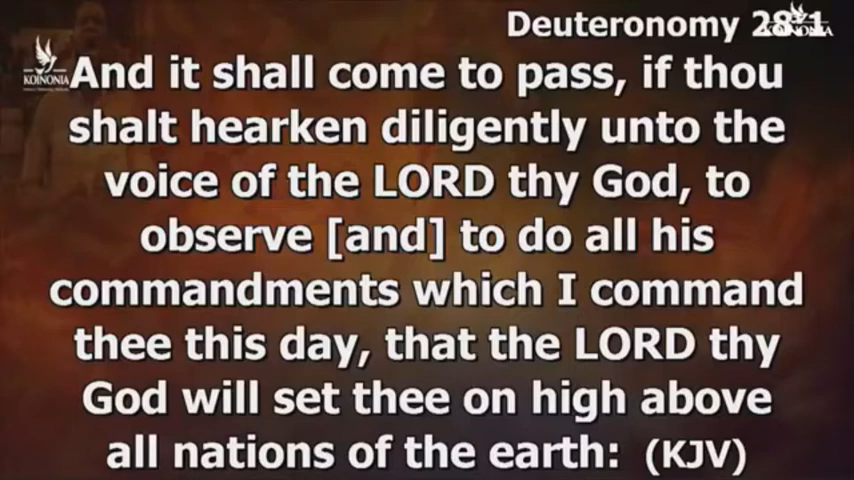 Deuteronomy 28:1
KOINONIA
And it shall come to pass, if thou
shalt hearken diligently unto the
voice of the LORD thy God, to
observe [and] to do all his
commandments which I command
thee this day, that the LORD thy
God will set thee on high above
all nations of the earth: (KJV)